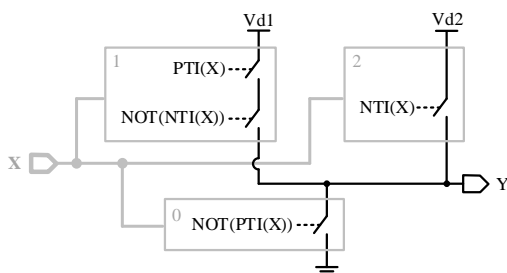 Vd1
Vd2
1
2
PTI(X)
NOT(NTI(X))
NTI(X)
X
Y
0
NOT(PTI(X))